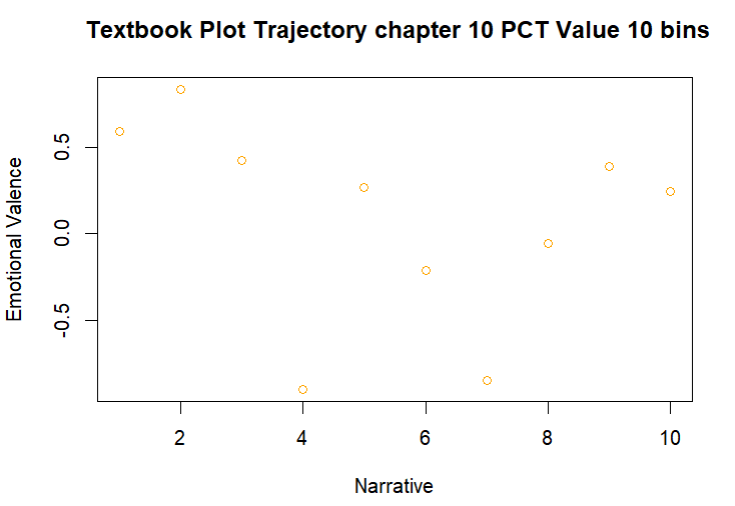 Textbook Plot Trajectory chapter 10 PCT Value 10 bins
Emotional Valence
0.5
0.0
-0.5
2 4 6 8 10
Narrative